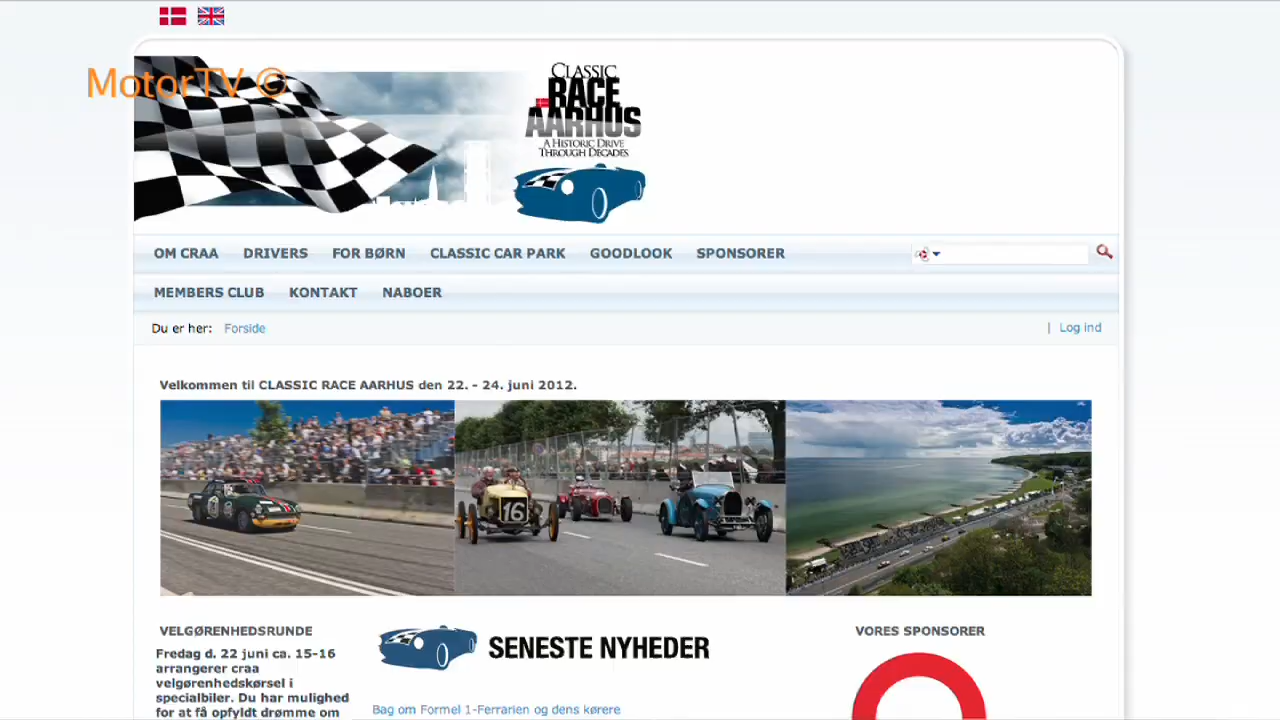 MotorTV ©
CLASSIC
RACE
AARHUS
A HISTORIC DRIVE
THROUGH DECADES
OM CRAA DRIVERS FOR BØRN CLASSIC CAR PARK GOODLOOK SPONSORER
MEMBERS CLUB KONTAKT NABOER
Du er her: Forside | Log ind
Velkommen til CLASSIC RACE AARHUS den 22. - 24. juni 2012.
16
VELGØRENHEDSRUNDE
Fredag d. 22 juni ca. 15-16
arrangerer craa
velgørenhedskørsel i
specialbiler. Du har mulighed
for at få opfyldt drømme om
SENESTE NYHEDER
Bag om Formel 1-Ferrarien og dens kørere
VORES SPONSORER